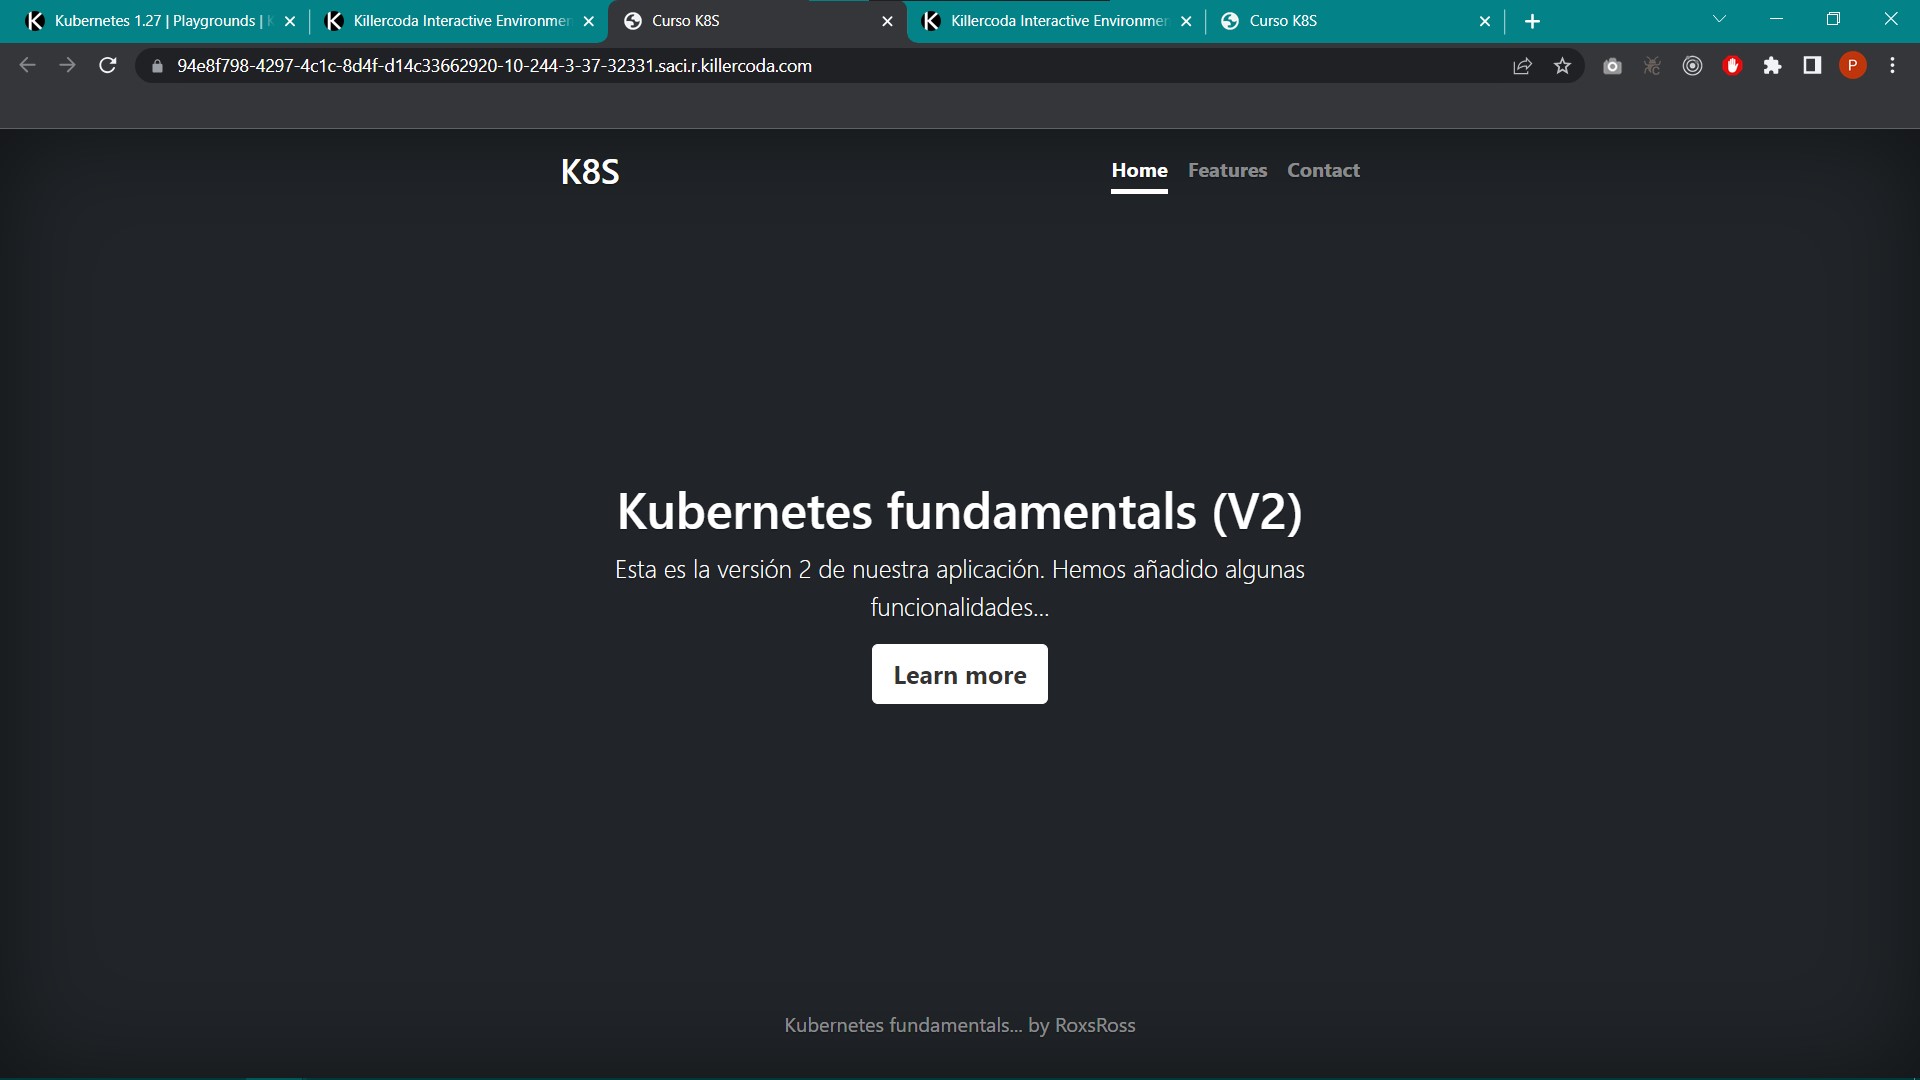 Kubernetes 1.27 | Playgrounds |
Killercoda Interactive Environmen
Curso K8S
Killercoda Interactive Environmen
Curso K8S
94e8f798-4297-4c1c-8d4f-d14c33662920-10-244-3-37-32331.saci.r.killercoda.com
P
K8S
Home Features Contact
Kubernetes fundamentals (V2)
Esta es la versión 2 de nuestra aplicación. Hemos añadido algunas
funcionalidades...
Learn more
Kubernetes fundamentals... by RoxsRoss